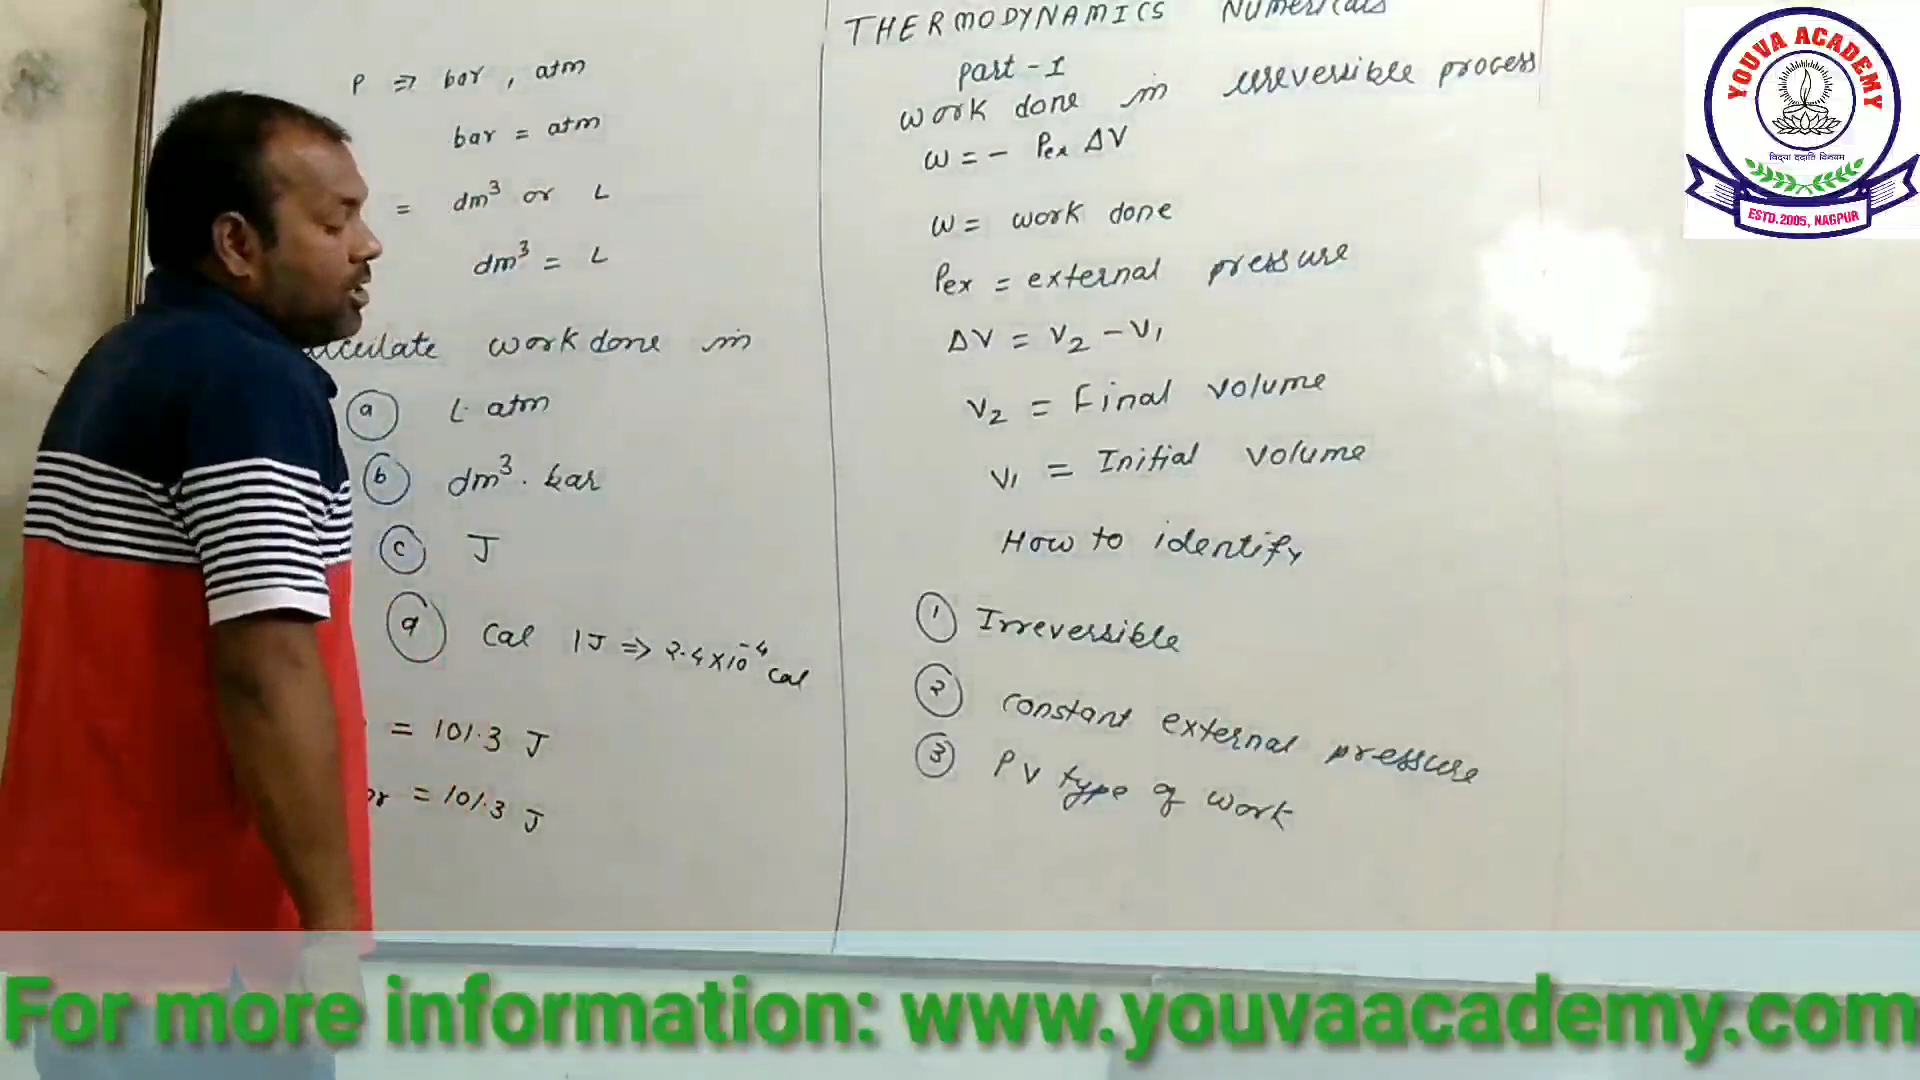 P ⇒ bar, atm
bar = atm
= dm³ or L
dm³ = L
alculate work done in
a L. atm
b dm³. bar
c J
q Cal 1J ⇒ 2.4×10⁻⁴ cal
= 101.3 J
ar = 101.3 J
THERMODYNAMICS Numericals
part -I
work done in irreversible process
W = - Pex ΔV
W = work done
Pex = external pressure
ΔV = V₂ - V₁
V₂ = Final volume
V₁ = Initial volume
How to identify
1 Irreversible
2 constant external pressure
3 PV type of work
YOUVA ACADEMY
विद्या ददाति विनयम
ESTD. 2005, NAGPUR
For more information: www.youvaacademy.com